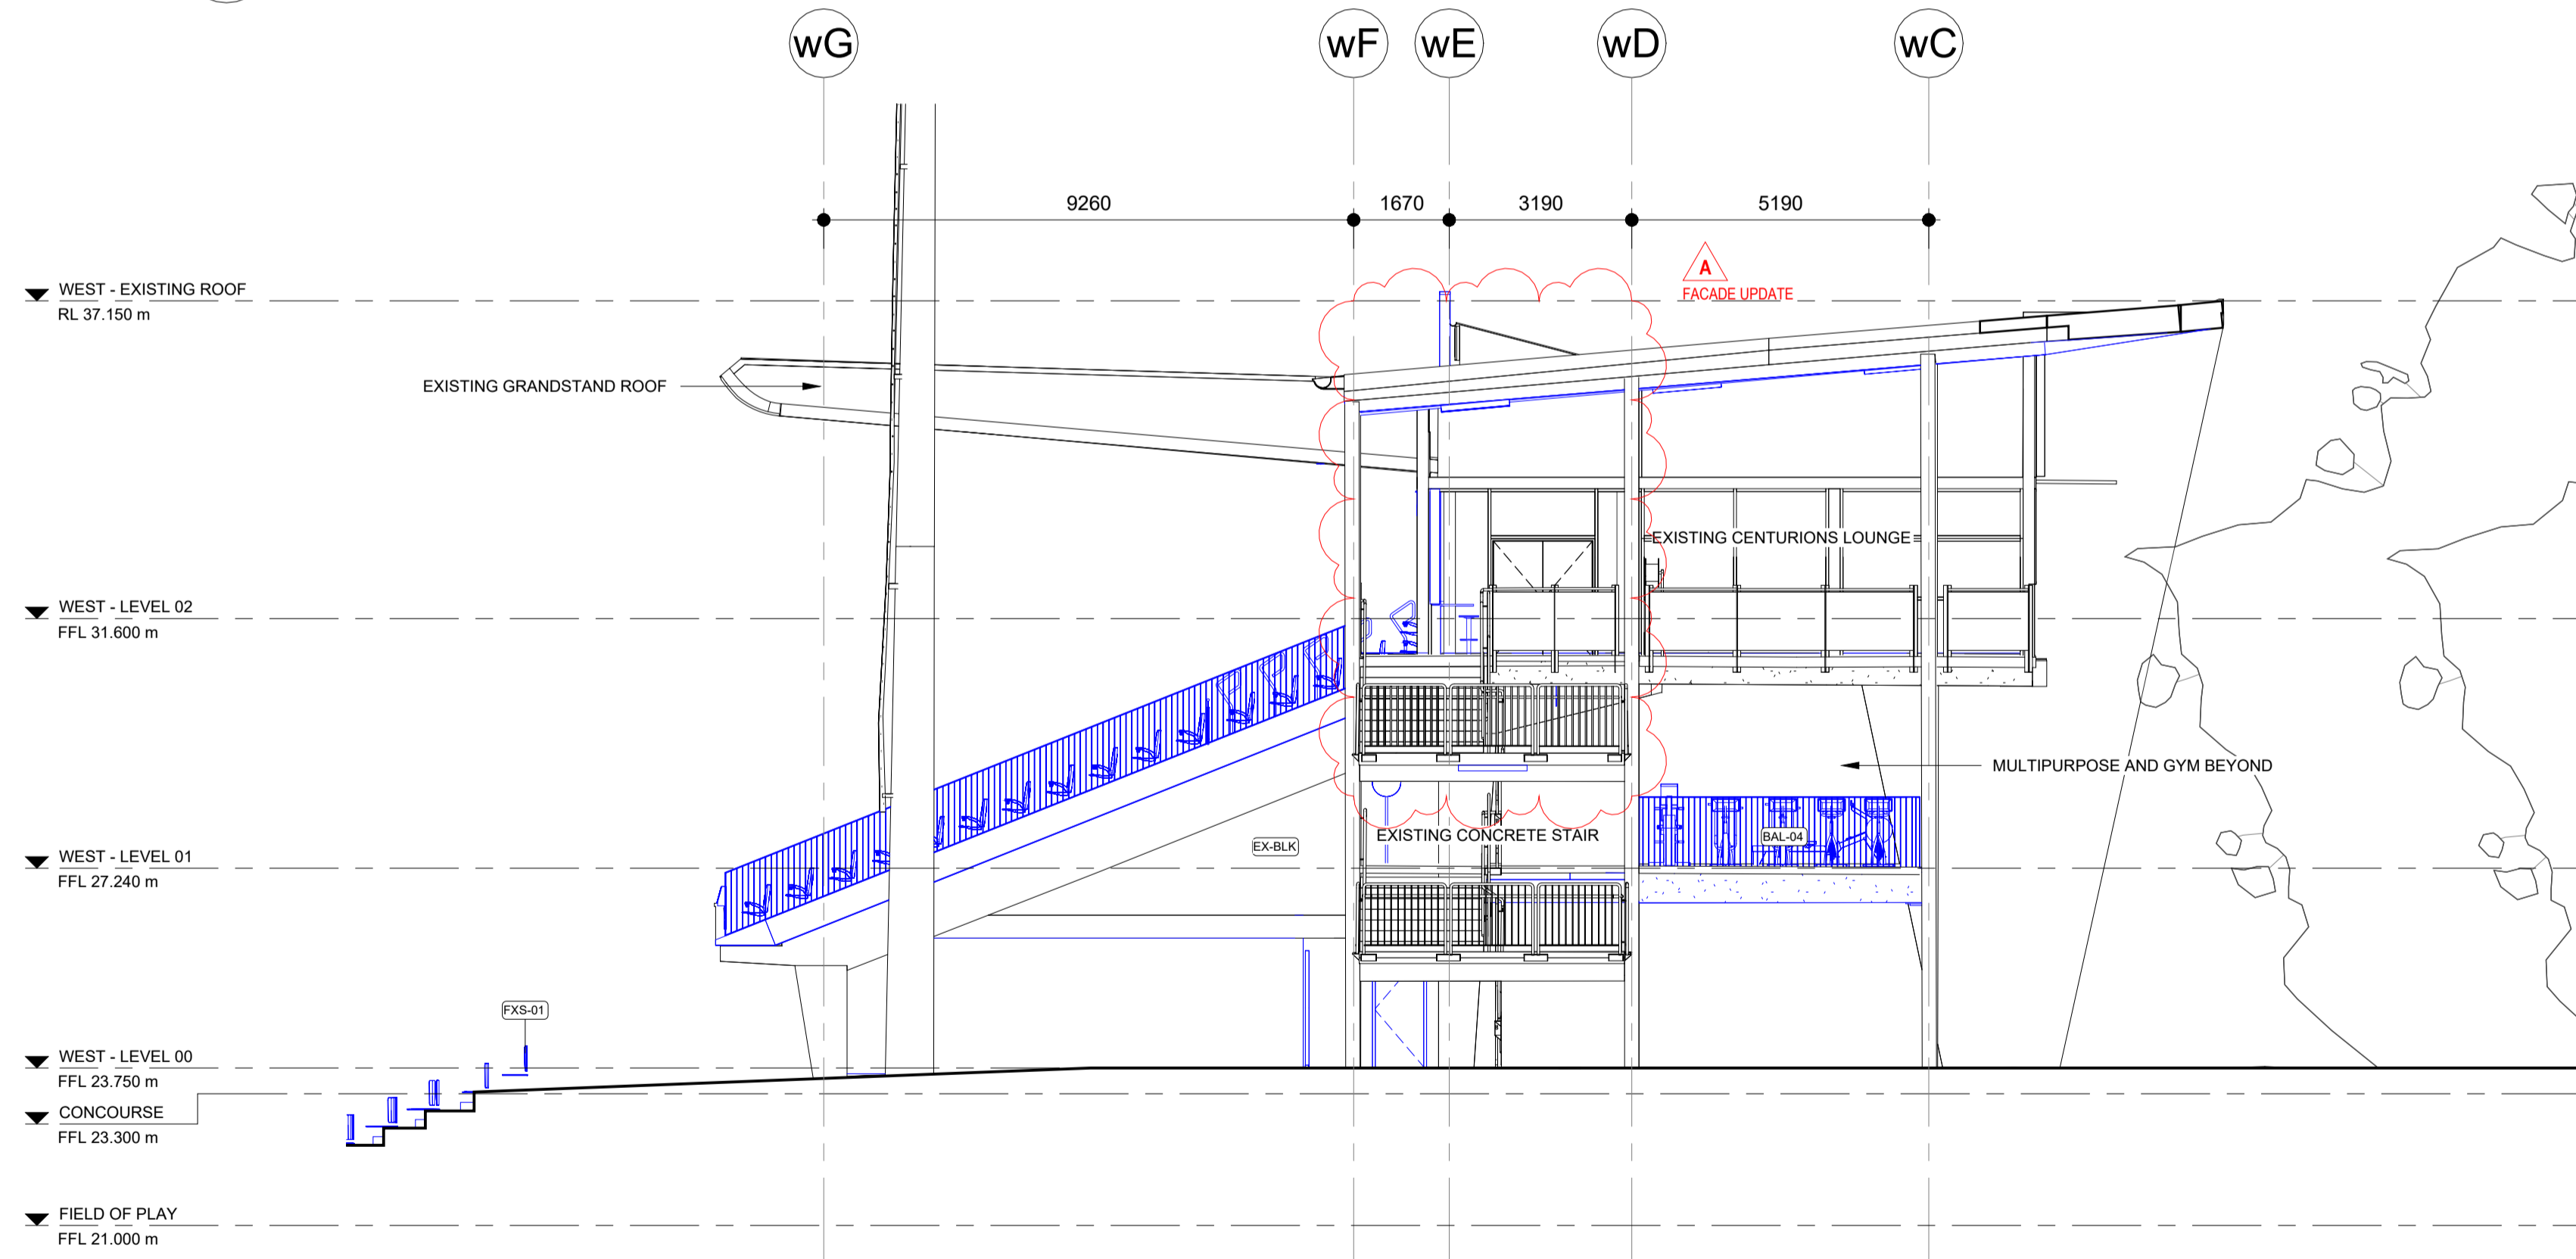 wG
wF
wE
wD
wC
9260
1670
3190
5190
A
FACADE UPDATE
WEST - EXISTING ROOF
RL 37.150 m
EXISTING GRANDSTAND ROOF
EXISTING CENTURIONS LOUNGE
WEST - LEVEL 02
FFL 31.600 m
MULTIPURPOSE AND GYM BEYOND
EXISTING CONCRETE STAIR
BAL-04
EX-BLK
WEST - LEVEL 01
FFL 27.240 m
FXS-01
WEST - LEVEL 00
FFL 23.750 m
CONCOURSE
FFL 23.300 m
FIELD OF PLAY
FFL 21.000 m